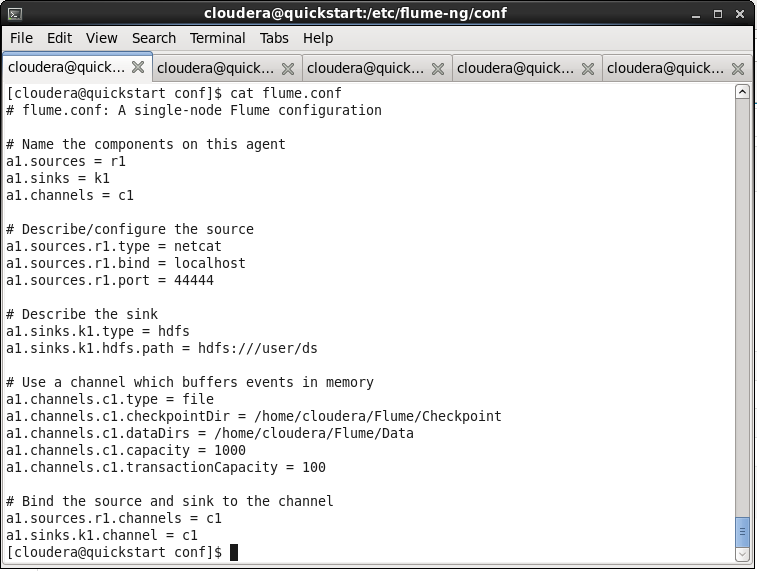 cloudera@quickstart:/etc/flume-ng/conf
File Edit View Search Terminal Tabs Help
cloudera@quick... cloudera@quick... cloudera@quick... cloudera@quick... cloudera@quick...
[cloudera@quickstart conf]$ cat flume.conf
# flume.conf: A single-node Flume configuration
# Name the components on this agent
a1.sources = r1
a1.sinks = k1
a1.channels = c1
# Describe/configure the source
a1.sources.r1.type = netcat
a1.sources.r1.bind = localhost
a1.sources.r1.port = 44444
# Describe the sink
a1.sinks.k1.type = hdfs
a1.sinks.k1.hdfs.path = hdfs:///user/ds
# Use a channel which buffers events in memory
a1.channels.c1.type = file
a1.channels.c1.checkpointDir = /home/cloudera/Flume/Checkpoint
a1.channels.c1.dataDirs = /home/cloudera/Flume/Data
a1.channels.c1.capacity = 1000
a1.channels.c1.transactionCapacity = 100
# Bind the source and sink to the channel
a1.sources.r1.channels = c1
a1.sinks.k1.channel = c1
[cloudera@quickstart conf]$